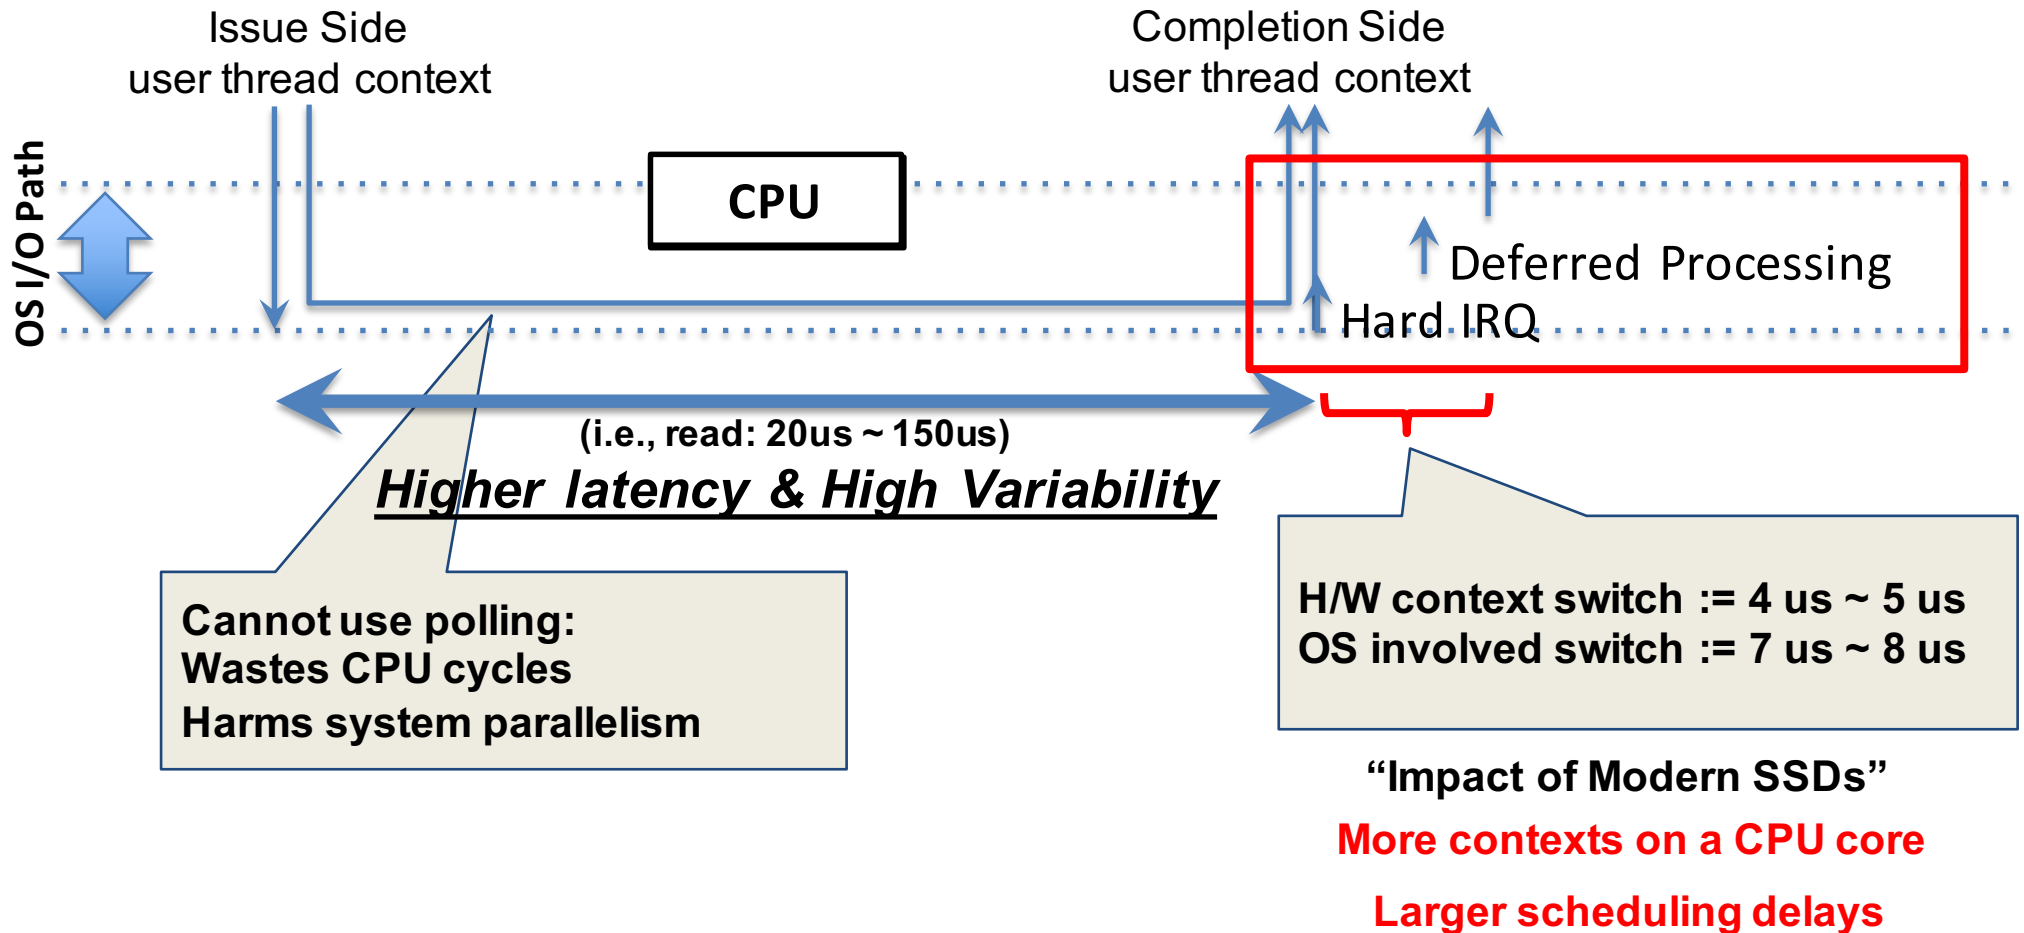 Issue Side
user thread context
Completion Side
user thread context
OS I/O Path
CPU
Deferred Processing
Hard IRQ
(i.e., read: 20us ~ 150us)
Higher latency & High Variability
Cannot use polling:
Wastes CPU cycles
Harms system parallelism
H/W context switch := 4 us ~ 5 us
OS involved switch := 7 us ~ 8 us
“Impact of Modern SSDs”
More contexts on a CPU core
Larger scheduling delays